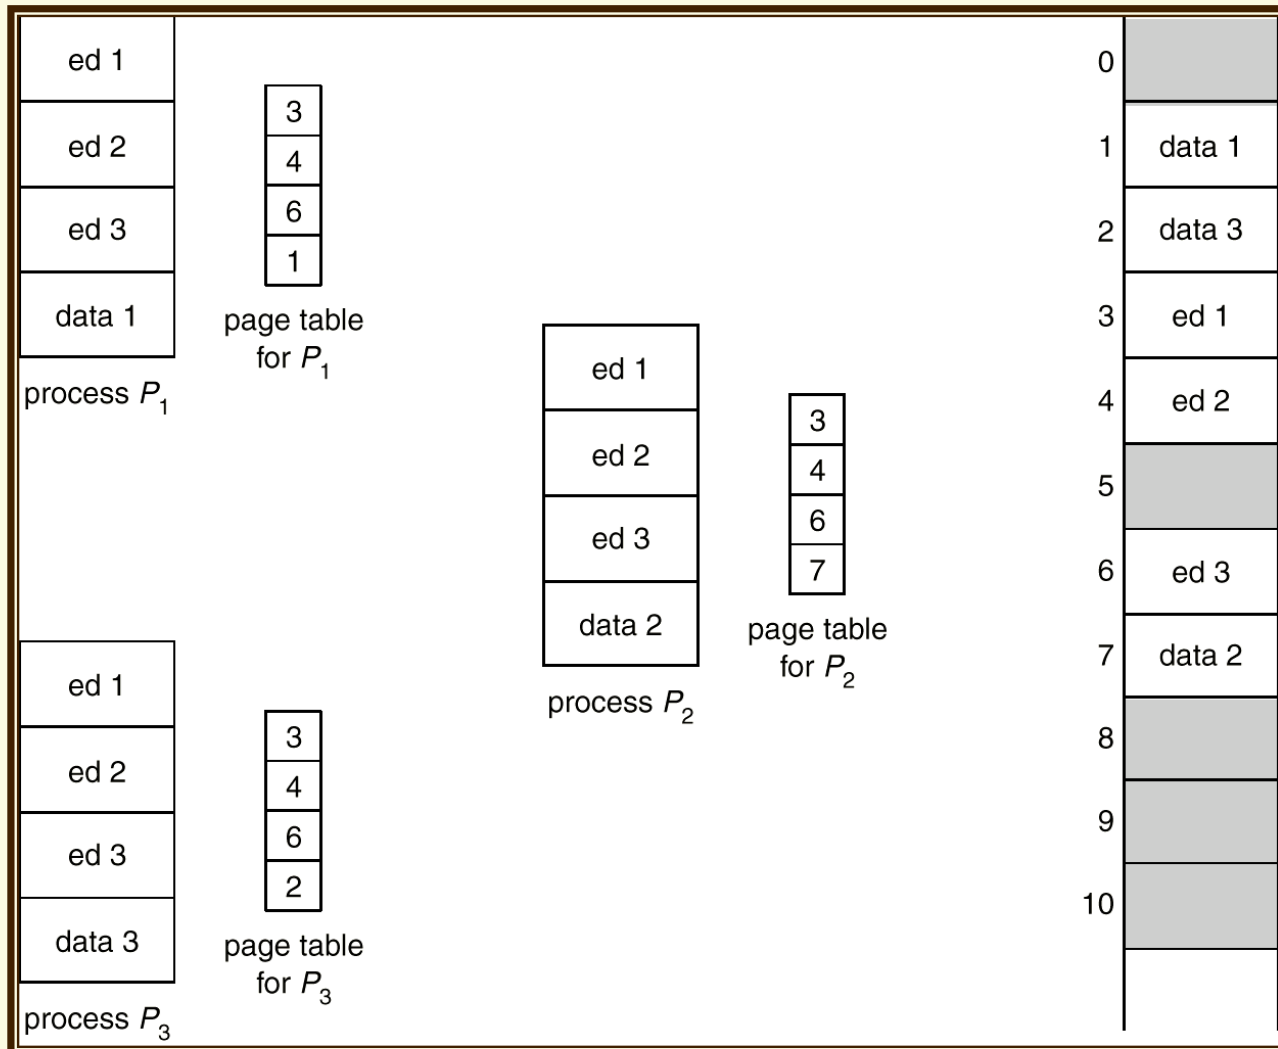 ed 1
ed 2
ed 3
data 1
process P1
3
4
6
1
page table
for P1
ed 1
ed 2
ed 3
data 2
process P2
3
4
6
7
page table
for P2
ed 1
ed 2
ed 3
data 3
process P3
3
4
6
2
page table
for P3
0
1 data 1
2 data 3
3 ed 1
4 ed 2
5
6 ed 3
7 data 2
8
9
10